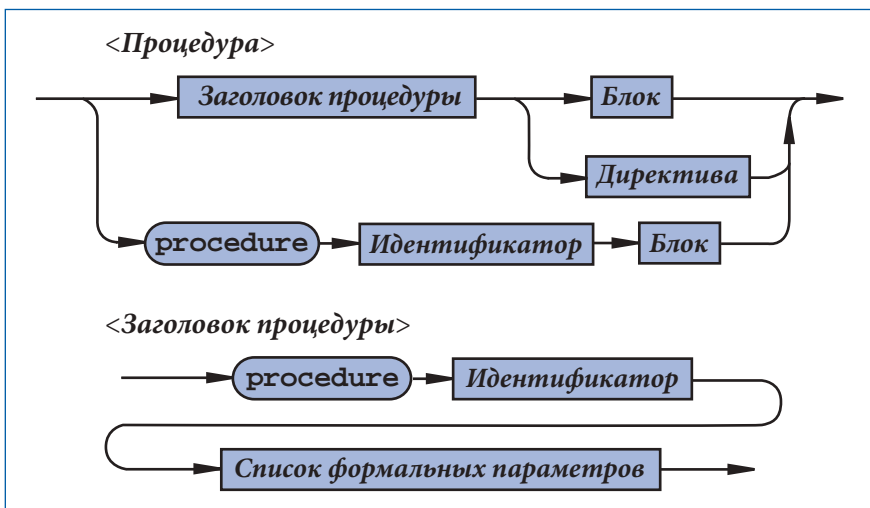 <Процедура>
Заголовок процедуры Блок
Директива
procedure Идентификатор Блок
<Заголовок процедуры>
procedure Идентификатор
Список формальных параметров